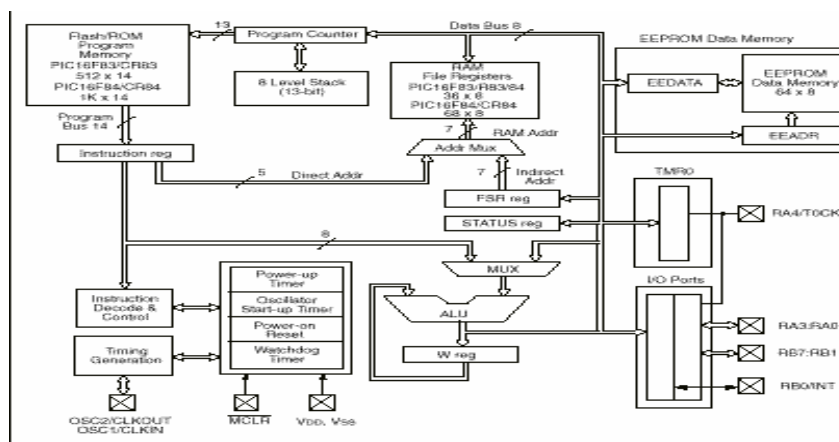 Flash/ROM
Program
Memory
PIC16F83/CR83
512 x 14
PIC16F84/CR84
1K x 14
13
Program Counter
Data Bus 8
8 Level Stack
(13-bit)
RAM
File Registers
PIC16F83/R83/84
36 x 8
PIC16F84/CR84
68 x 8
EEPROM Data Memory
EEDATA
EEPROM
Data Memory
64 x 8
EEADR
Program
Bus 14
7
RAM Addr
Instruction reg
Addr Mux
5
Direct Addr
7
Indirect
Addr
TMR0
FSR reg
STATUS reg
RA4/T0CK
8
MUX
Power-up
Timer
Oscillator
Start-up Timer
Power-on
Reset
Watchdog
Timer
Instruction
Decode &
Control
Timing
Generation
ALU
W reg
I/O Ports
RA3:RA0
RB7:RB1
RB0/INT
OSC2/CLKOUT
OSC1/CLKIN
MCLR
VDD, VSS